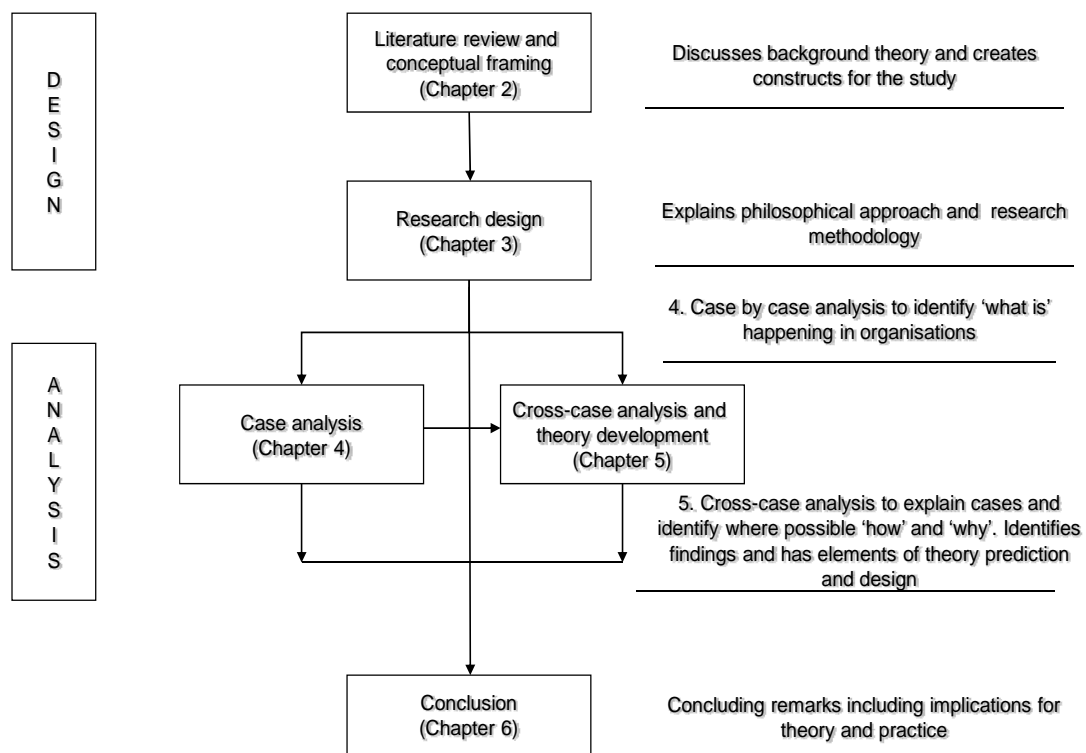 D
E
S
I
G
N
Literature review and
conceptual framing
(Chapter 2)
Discusses background theory and creates
constructs for the study
Research design
(Chapter 3)
Explains philosophical approach and research
methodology
4. Case by case analysis to identify ‘what is’
happening in organisations
A
N
A
L
Y
S
I
S
Case analysis
(Chapter 4)
Cross-case analysis and
theory development
(Chapter 5)
5. Cross-case analysis to explain cases and
identify where possible ‘how’ and ‘why’. Identifies
findings and has elements of theory prediction
and design
Conclusion
(Chapter 6)
Concluding remarks including implications for
theory and practice